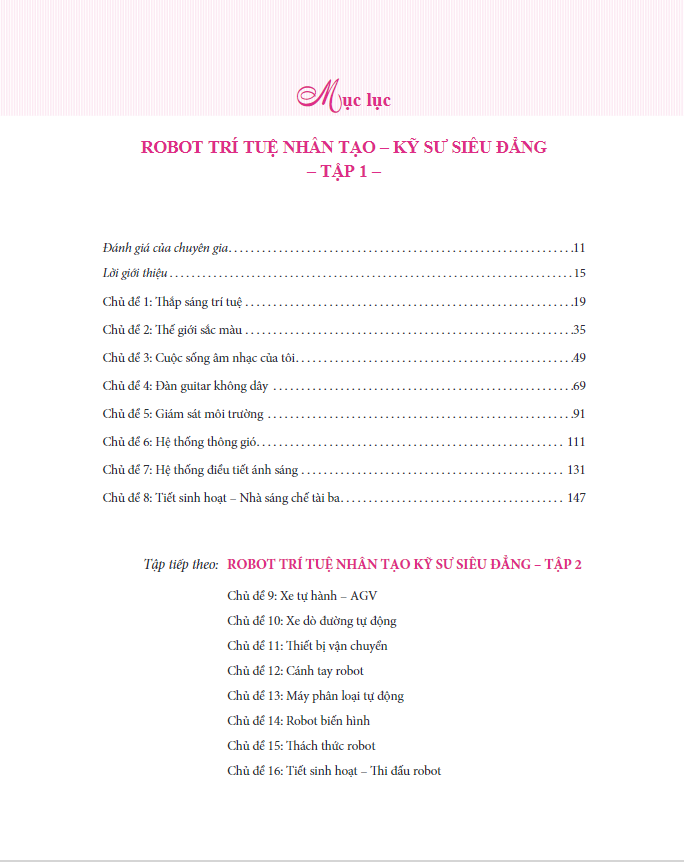 Mục lục
ROBOT TRÍ TUỆ NHÂN TẠO – KỸ SƯ SIÊU ĐẲNG
– TẬP 1 –
Đánh giá của chuyên gia. . . . . . . . . . . . . . . . . . . . . . . . . . . . . . . . . . . . . . . . . .11
Lời giới thiệu . . . . . . . . . . . . . . . . . . . . . . . . . . . . . . . . . . . . . . . . . . . . . . . . . 15
Chủ đề 1: Thắp sáng trí tuệ . . . . . . . . . . . . . . . . . . . . . . . . . . . . . . . . . . . . . . .19
Chủ đề 2: Thế giới sắc màu . . . . . . . . . . . . . . . . . . . . . . . . . . . . . . . . . . . . . . .35
Chủ đề 3: Cuộc sống âm nhạc của tôi. . . . . . . . . . . . . . . . . . . . . . . . . . . . . . .49
Chủ đề 4: Đàn guitar không dây . . . . . . . . . . . . . . . . . . . . . . . . . . . . . . . . . . .69
Chủ đề 5: Giám sát môi trường . . . . . . . . . . . . . . . . . . . . . . . . . . . . . . . . . . . .91
Chủ đề 6: Hệ thống thông gió. . . . . . . . . . . . . . . . . . . . . . . . . . . . . . . . . . . . 111
Chủ đề 7: Hệ thống điều tiết ánh sáng . . . . . . . . . . . . . . . . . . . . . . . . . . . . . 131
Chủ đề 8: Tiết sinh hoạt – Nhà sáng chế tài ba. . . . . . . . . . . . . . . . . . . . . . . 147
Tập tiếp theo: ROBOT TRÍ TUỆ NHÂN TẠO KỸ SƯ SIÊU ĐẲNG – TẬP 2
Chủ đề 9: Xe tự hành – AGV
Chủ đề 10: Xe dò đường tự động
Chủ đề 11: Thiết bị vận chuyển
Chủ đề 12: Cánh tay robot
Chủ đề 13: Máy phân loại tự động
Chủ đề 14: Robot biến hình
Chủ đề 15: Thách thức robot
Chủ đề 16: Tiết sinh hoạt – Thi đấu robot